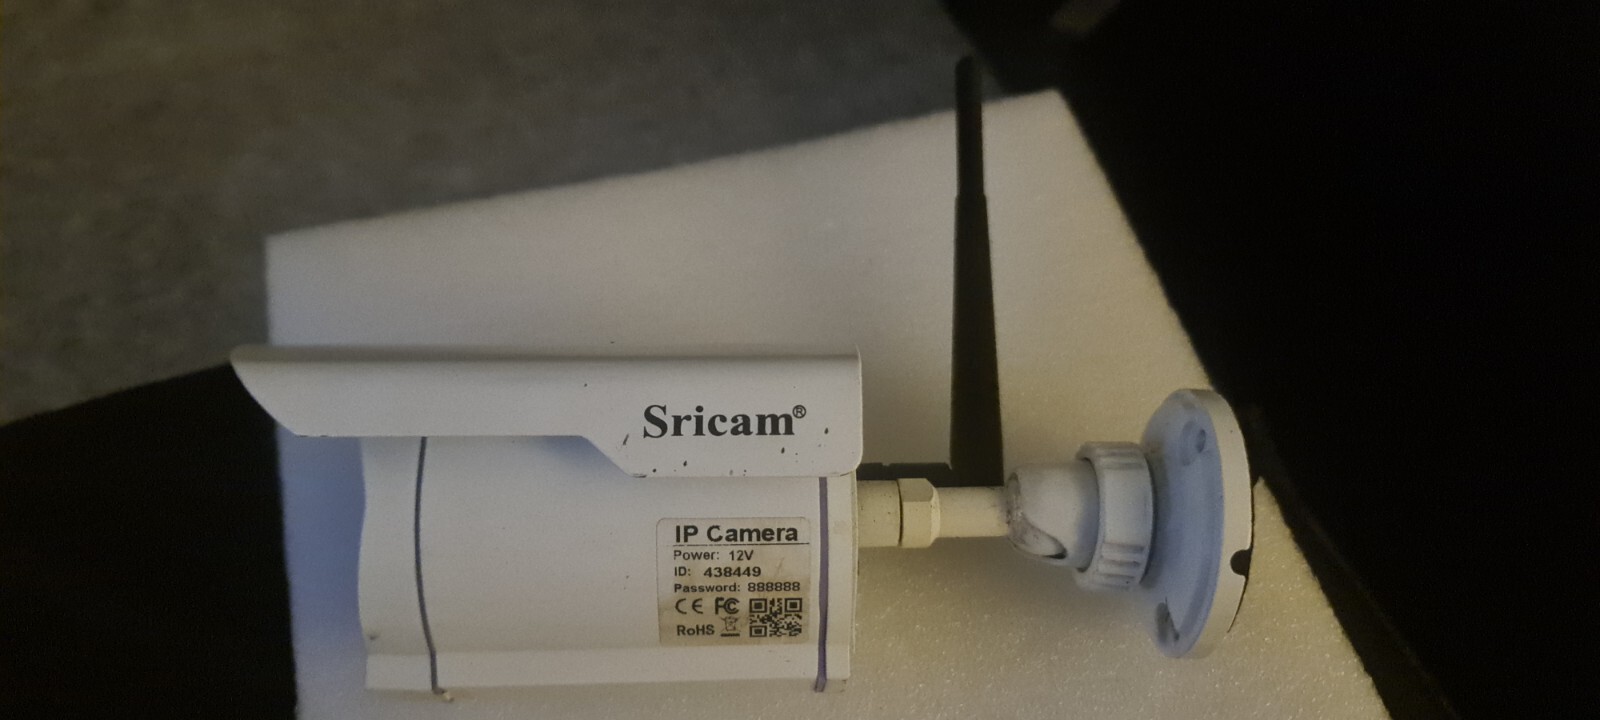 Sricam®
IP Camera
Power: 12V
ID: 438449
Password: 888888
CE FC
RoHS